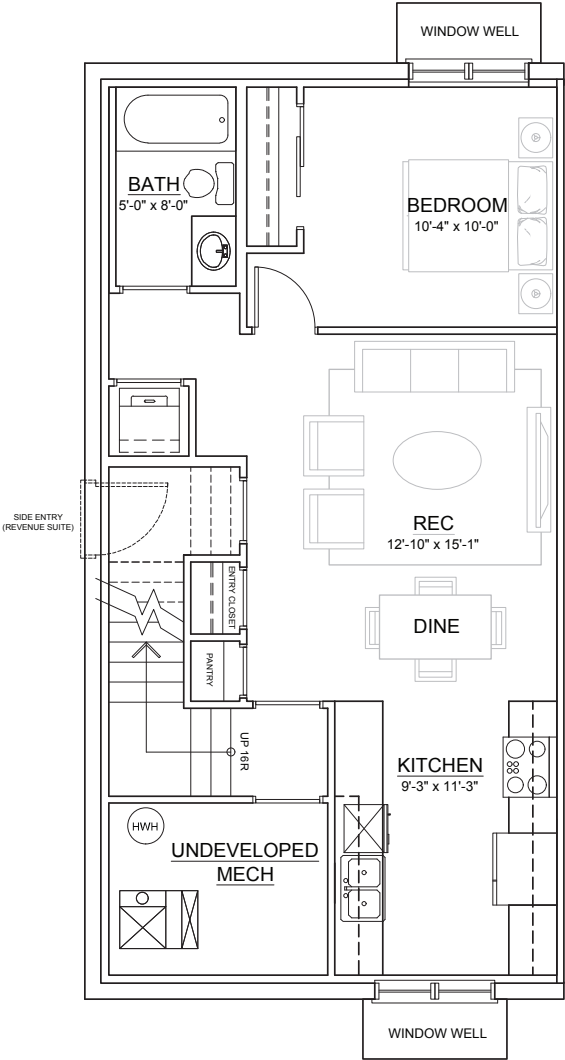 WINDOW WELL
BATH
5'-0" x 8'-0"
BEDROOM
10'-4" x 10'-0"
SIDE ENTRY
(REVENUE SUITE)
REC
12'-10" x 15'-1"
ENTRY CLOSET
DINE
PANTRY
UP 16R
KITCHEN
9'-3" x 11'-3"
HWH
UNDEVELOPED
MECH
WINDOW WELL